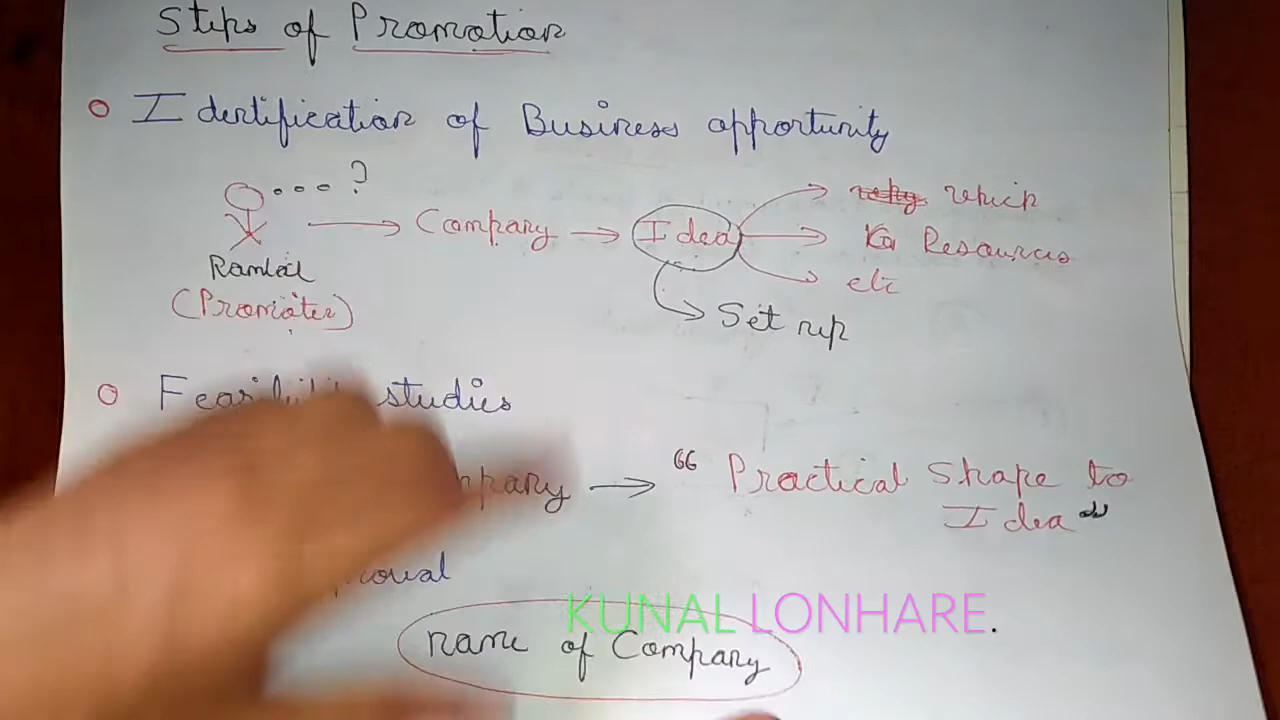 Steps of Promotion
Identification of Business opportunity
?
Company
Idea
which
Resources
etc
Set up
Ramlal
(Promoter)
studies
“ Practical Shape to
Idea "
name of Company
KUNAL LONHARE.